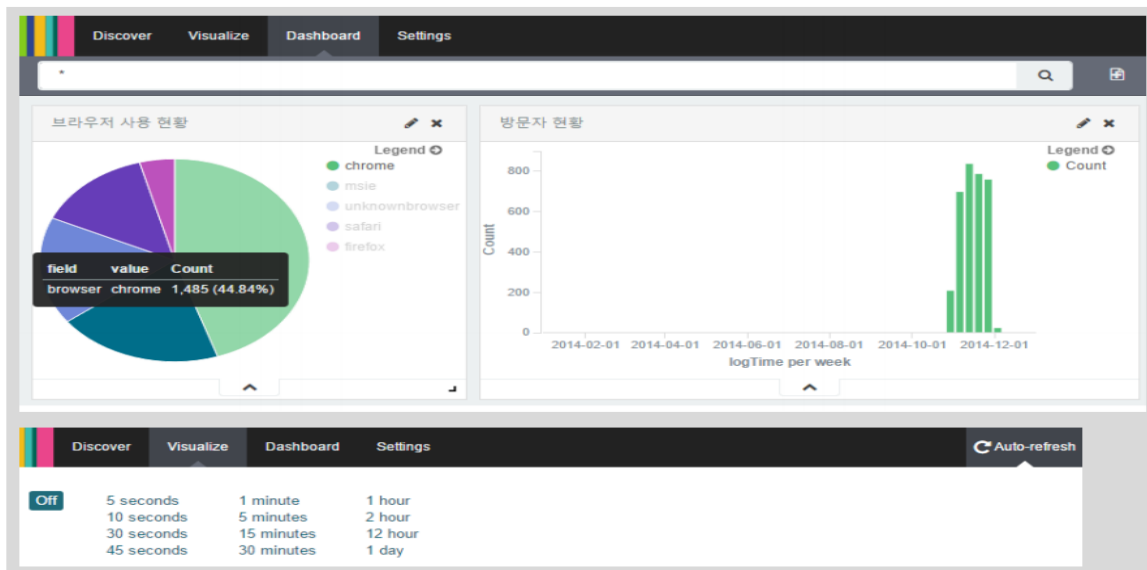 Discover Visualize Dashboard Settings
*
브라우저 사용 현황
Legend
chrome
msie
unknownbrowser
safari
firefox
field value Count
browser chrome 1,485 (44.84%)
방문자 현황
Legend
Count
Count
800
600
400
200
0
2014-02-01 2014-04-01 2014-06-01 2014-08-01 2014-10-01 2014-12-01
logTime per week
Discover Visualize Dashboard Settings Auto-refresh
Off 5 seconds 1 minute 1 hour
10 seconds 5 minutes 2 hour
30 seconds 15 minutes 12 hour
45 seconds 30 minutes 1 day